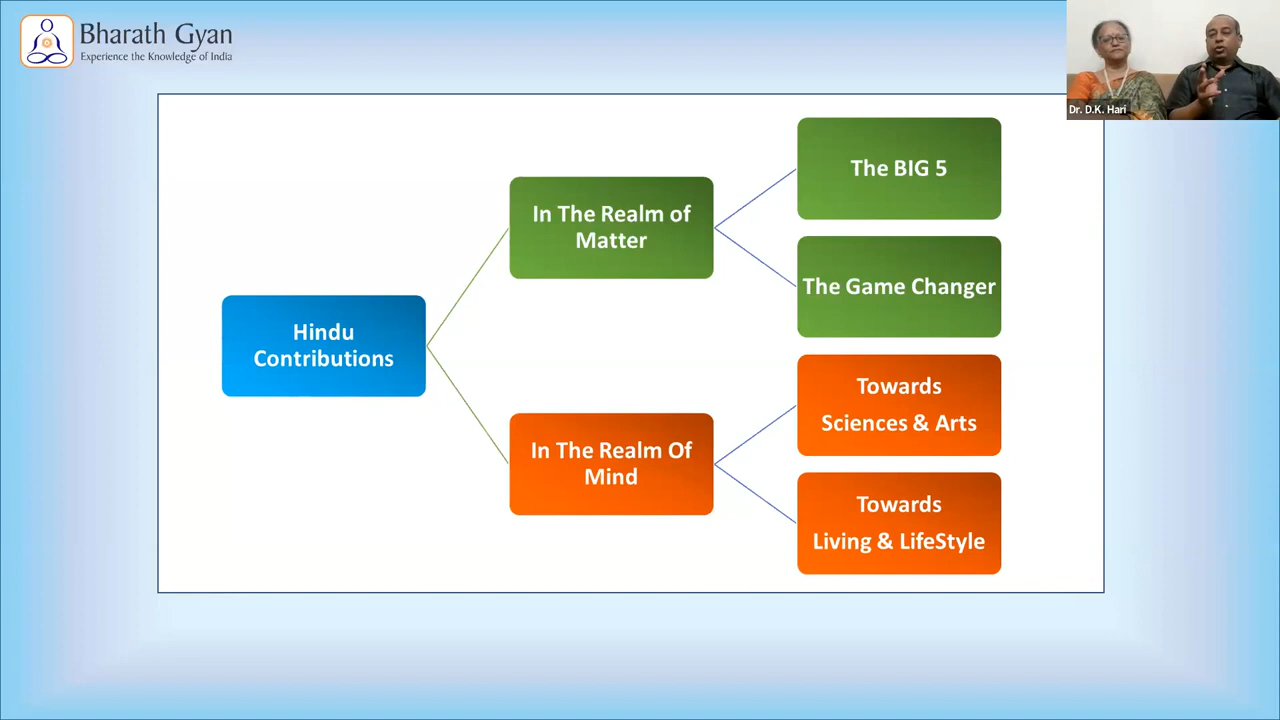 Bharath Gyan
Experience the Knowledge of India
Dr. D.K. Hari
Hindu
Contributions
In The Realm of
Matter
The BIG 5
The Game Changer
In The Realm Of
Mind
Towards
Sciences & Arts
Towards
Living & LifeStyle